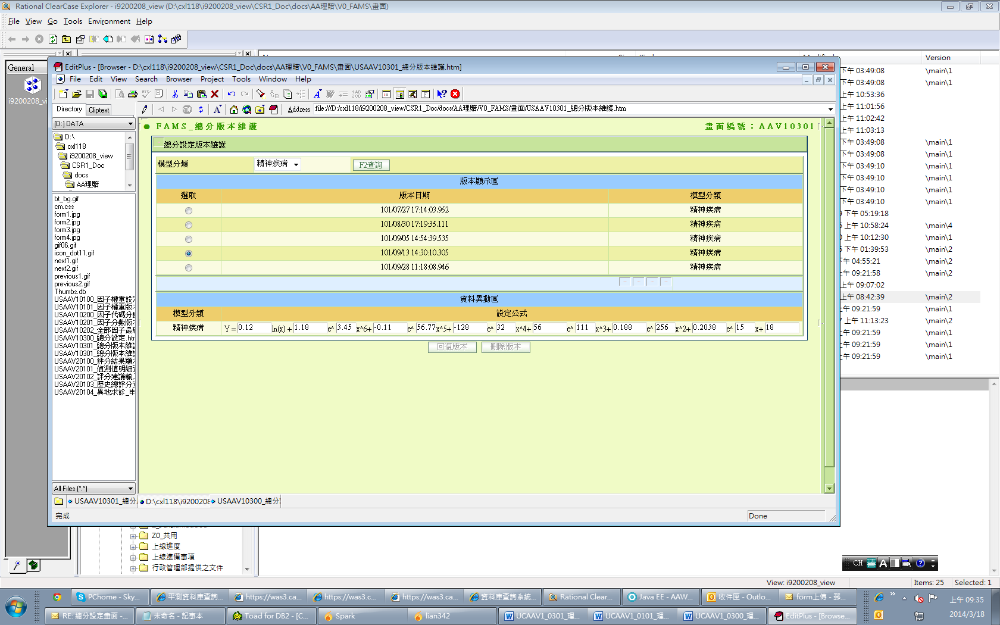 Rational ClearCase Explorer - i9200208_view (D:\cxl118\i9200208_view\CSR1_Doc\docs\AA理賠\V0_FAMS\畫面)
File View Go Tools Environment Help
General
i9200208_vi
EditPlus - [Browser - D:\cxl118\i9200208_view\CSR1_Doc\docs\AA理賠\V0_FAMS\畫面\USAAV10301_總分版本維護.htm]
File Edit View Search Browser Project Tools Window Help
Directory Cliptext
Address file:///D:/cxl118/i9200208_view/CSR1_Doc/docs/AA理賠/V0_FAMS/畫面/USAAV10301_總分版本維護.htm
[D:] DATA
D:\
cxl118
i9200208_view
CSR1_Doc
docs
AA理賠
bt_bg.gif
cm.css
form1.jpg
form2.jpg
form3.jpg
form4.jpg
gif06.gif
icon_dot11.gif
next1.gif
next2.gif
previous1.gif
previous2.gif
Thumbs.db
USAAV10100_因子權重設定
USAAV10101_因子權重版
USAAV10200_因子代碼分
USAAV10201_因子分數版
USAAV10202_全部因子最
USAAV10300_總分設定.htm
USAAV10301_總分版本維
USAAV10301_總分版本維護
USAAV20100_評分結果顯
USAAV20101_偵測值明細
USAAV20102_評分建議輸
USAAV20103_歷史總評分
USAAV20104_異地求診_申
All Files (*.*)
FAMS_總分版本維護 畫面編號：AAV10301
總分設定版本維護
模型分類 精神疾病 F2查詢
版本顯示區
選取 版本日期 模型分類
101/07/27 17:14:03.952 精神疾病
101/08/30 17:19:35.111 精神疾病
101/09/05 14:54:39.535 精神疾病
101/09/13 14:30:10.305 精神疾病
101/09/28 11:18:08.946 精神疾病
資料異動區
模型分類 設定公式
精神疾病 Y = 0.12 ln(x) + 1.18 e^ 3.45 x^6+ -0.11 e^ 56.77 x^5+ -128 e^ 32 x^4+ 56 e^ 111 x^3+ 0.188 e^ 256 x^2+ 0.2038 e^ 15 x+ 18
回復版本 刪除版本
USAAV10301_總分 D:\cxl118\i9200208 USAAV10300_總分
完成 Done
Version
下午 03:49:08 \main\1
下午 03:49:08 \main\1
上午 10:53:36
上午 11:01:56
上午 11:02:42
上午 11:03:13
下午 03:49:08 \main\1
下午 03:49:08 \main\1
下午 03:49:10 \main\1
下午 03:49:10 \main\1
下午 03:49:10 \main\1
下午 03:49:10 \main\1
下午 05:19:18
上午 10:58:24 \main\4
上午 10:12:30 \main\1
下午 01:39:53 \main\2
下午 04:55:21 \main\2
上午 09:21:58 \main\2
上午 09:07:02
上午 08:42:39 \main\2
上午 09:21:59 \main\1
上午 11:13:23 \main\2
上午 09:21:59 \main\1
上午 09:21:59 \main\1
上午 09:21:59 \main\1
Z0_共用
上線進度
上線準備事項
行政管理部提供之文件
CH
View: i9200208_view Items: 25 Selected: 1
PChome - Sky... 平測資料庫查詢... https://was3.ca... https://was3.c... https://was3.ca... 資料庫查詢系統... Rational Clear... Java EE - AAW... 收件匣 - Outlo... form上傳 - 郵...
RE: 總分設定畫面 -... 未命名 - 記事本 Toad for DB2 - [C... Spark lian342 UCAAV1_0301_理... UCAAV1_0101_理... UCAAV1_0300_理... EditPlus - [Browse...
上午 09:35
2014/3/18